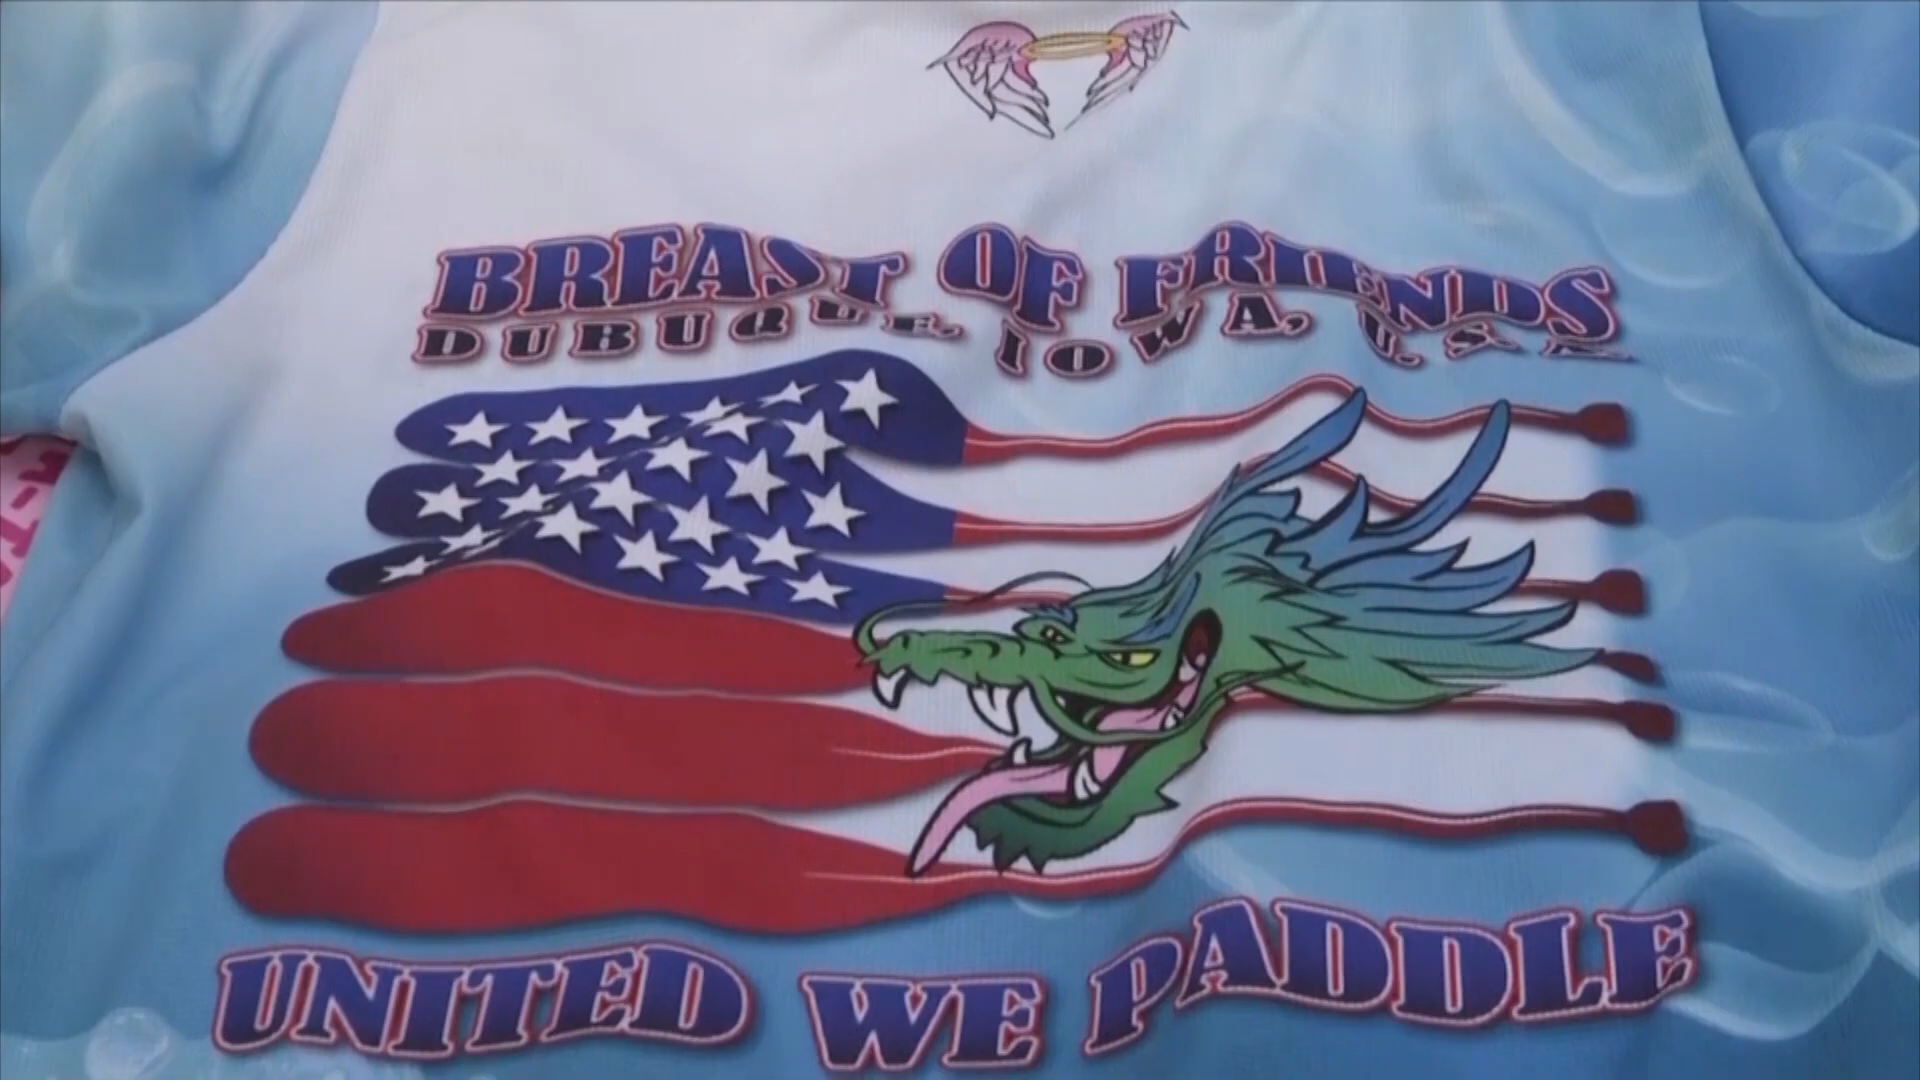 BREAST OF FRIENDS
DUBUQUE, IOWA, U.S.A.
UNITED WE PADDLE